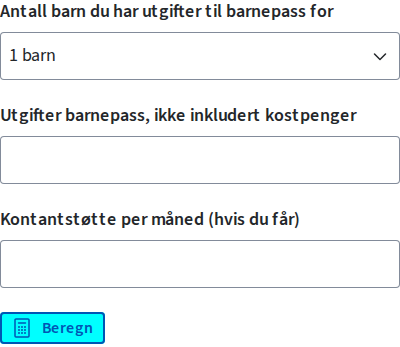 Antall barn du har utgifter til barnepass for
1 barn
Utgifter barnepass, ikke inkludert kostpenger
Kontantstøtte per måned (hvis du får)
Beregn